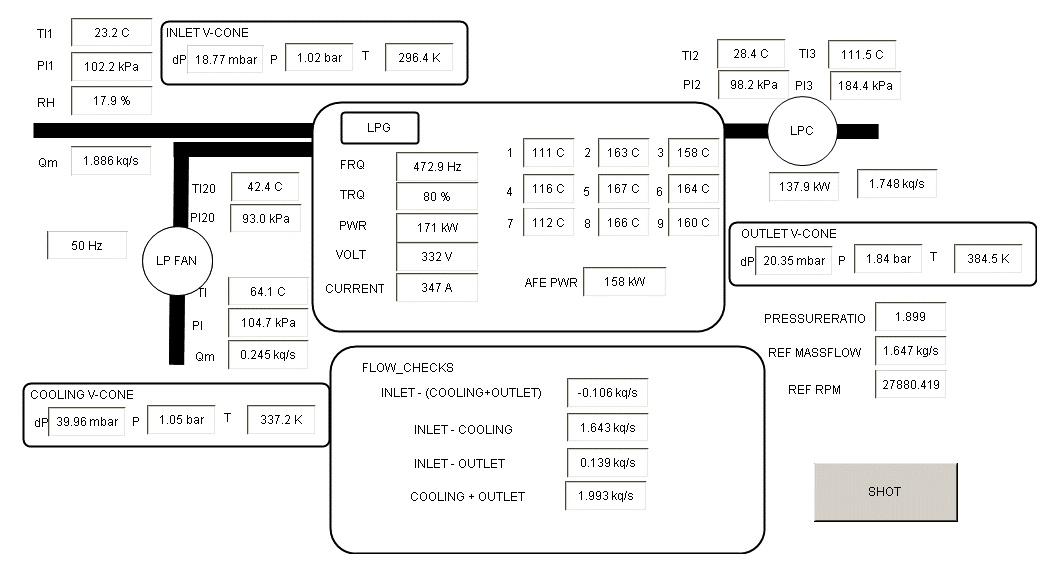 TI1 23.2 C
PI1 102.2 kPa
RH 17.9 %
INLET V-CONE
dP 18.77 mbar P 1.02 bar T 296.4 K
TI2 28.4 C TI3 111.5 C
PI2 98.2 kPa PI3 184.4 kPa
LPC
137.9 kW 1.748 kg/s
Qm 1.886 kg/s
TI20 42.4 C
PI20 93.0 kPa
50 Hz
LP FAN
TI 64.1 C
PI 104.7 kPa
Qm 0.245 kg/s
LPG
FRQ 472.9 Hz
TRQ 80 %
PWR 171 kW
VOLT 332 V
CURRENT 347 A
1 111 C 2 163 C 3 158 C
4 116 C 5 167 C 6 164 C
7 112 C 8 166 C 9 160 C
AFE PWR 158 kW
OUTLET V-CONE
dP 20.35 mbar P 1.84 bar T 384.5 K
PRESSURERATIO 1.899
REF MASSFLOW 1.647 kg/s
REF RPM 27880.419
COOLING V-CONE
dP 39.96 mbar P 1.05 bar T 337.2 K
FLOW_CHECKS
INLET - (COOLING+OUTLET) -0.106 kg/s
INLET - COOLING 1.643 kg/s
INLET - OUTLET 0.139 kg/s
COOLING + OUTLET 1.993 kg/s
SHOT